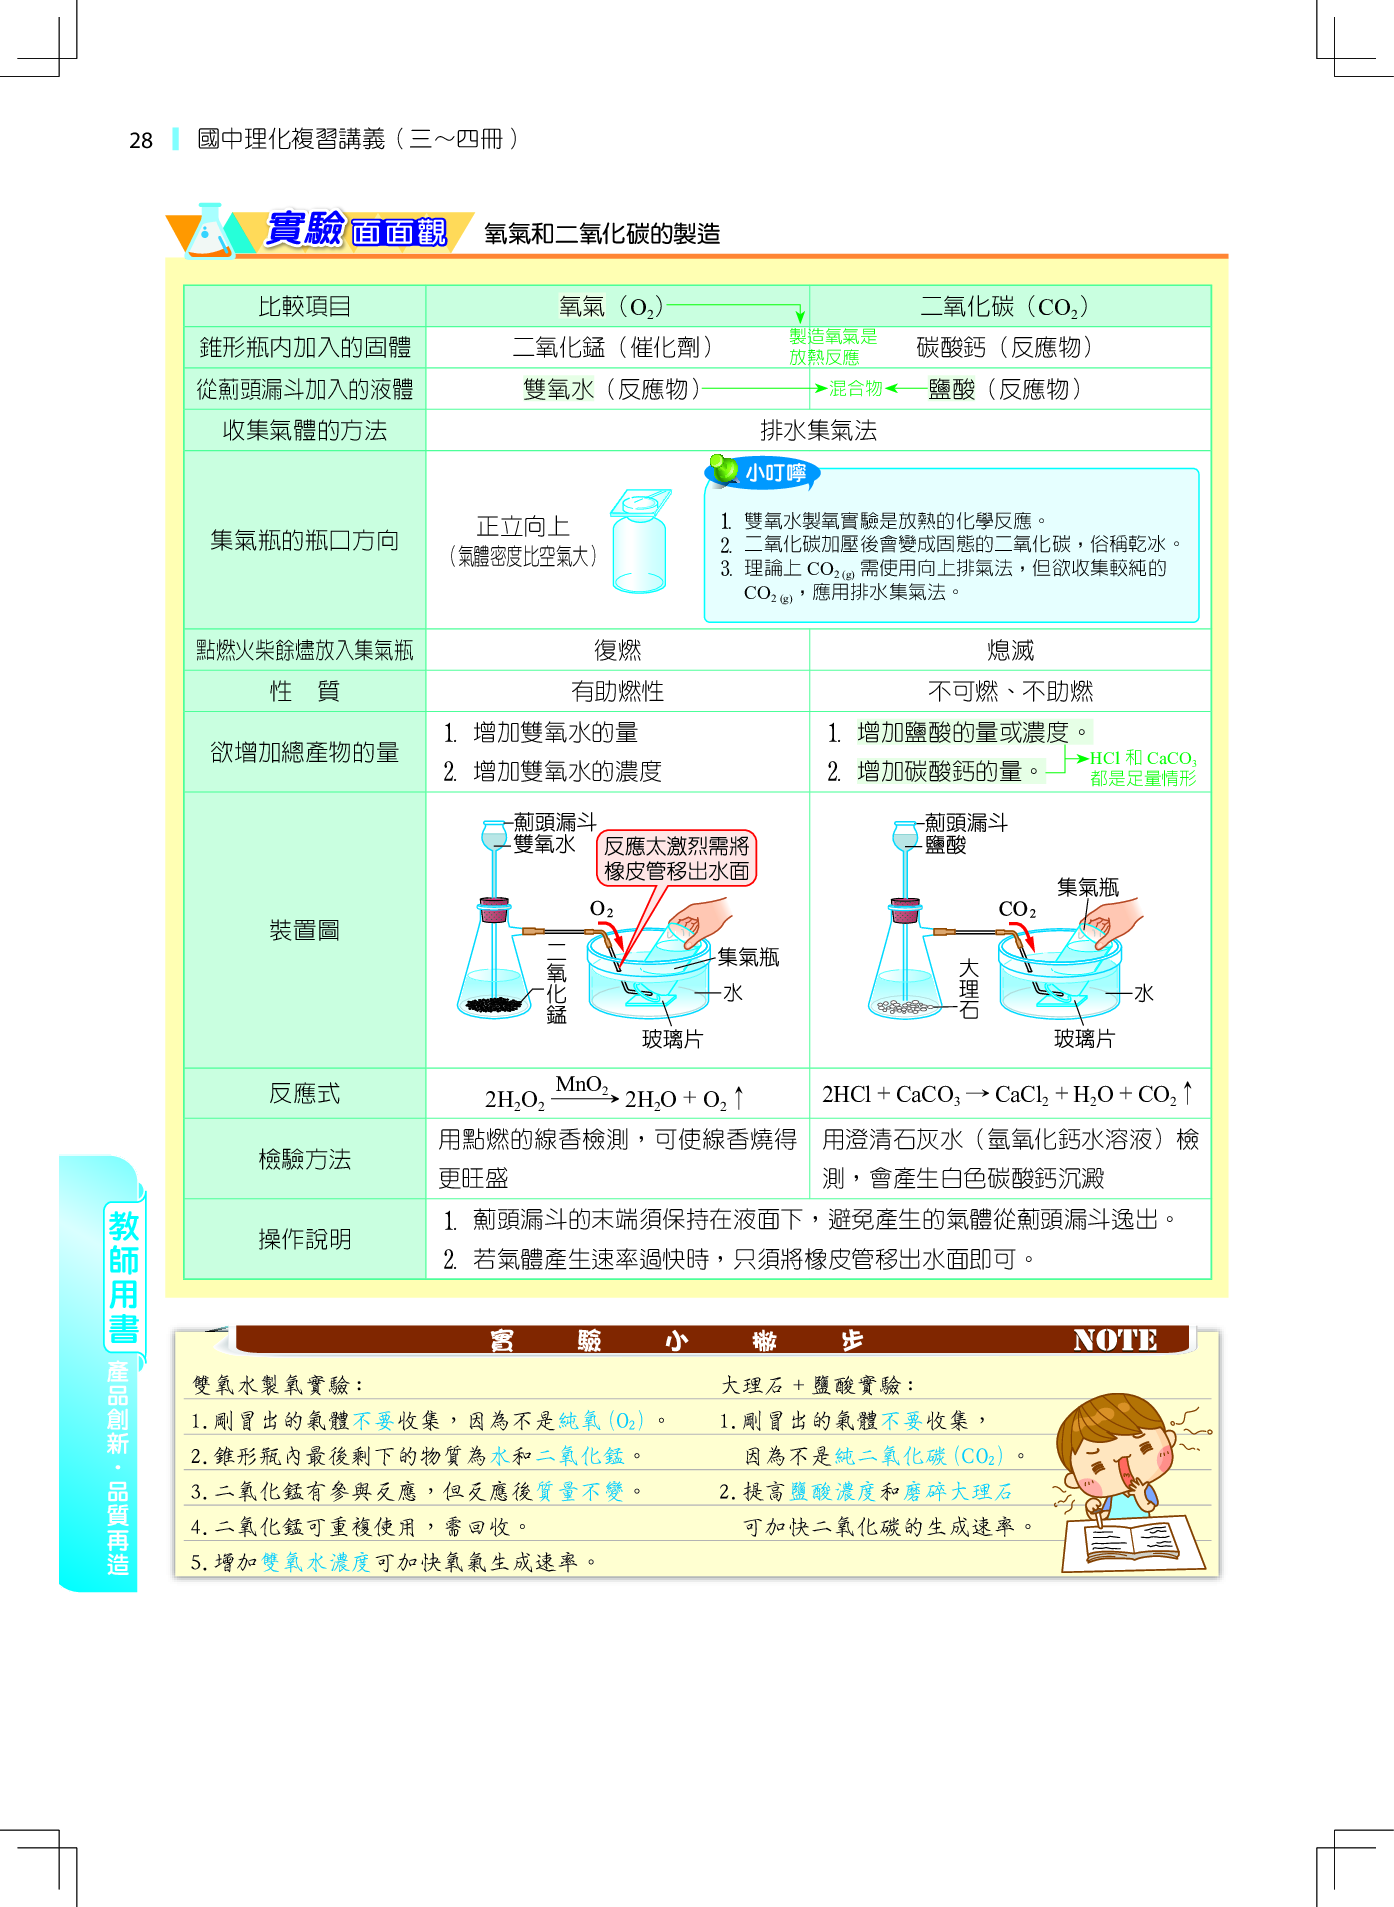 28 國中理化複習講義（三～四冊）
實驗面面觀 氧氣和二氧化碳的製造
比較項目 氧氣（O₂） 二氧化碳（CO₂）
製造氧氣是
放熱反應
錐形瓶內加入的固體 二氧化錳（催化劑） 碳酸鈣（反應物）
從薊頭漏斗加入的液體 雙氧水（反應物） 混合物 鹽酸（反應物）
收集氣體的方法 排水集氣法
集氣瓶的瓶口方向
正立向上
（氣體密度比空氣大）
小叮嚀
1. 雙氧水製氧實驗是放熱的化學反應。
2. 二氧化碳加壓後會變成固態的二氧化碳，俗稱乾冰。
3. 理論上 CO₂(g) 需使用向上排氣法，但欲收集較純的
CO₂(g)，應用排水集氣法。
點燃火柴餘燼放入集氣瓶 復燃 熄滅
性 質 有助燃性 不可燃、不助燃
欲增加總產物的量
1. 增加雙氧水的量
2. 增加雙氧水的濃度
1. 增加鹽酸的量或濃度。
2. 增加碳酸鈣的量。
HCl 和 CaCO₃
都是足量情形
裝置圖
薊頭漏斗
雙氧水
反應太激烈需將
橡皮管移出水面
O₂
二氧化錳
集氣瓶
水
玻璃片
薊頭漏斗
鹽酸
集氣瓶
CO₂
大理石
水
玻璃片
反應式 2H₂O₂ MnO₂→ 2H₂O + O₂↑ 2HCl + CaCO₃→CaCl₂ + H₂O + CO₂↑
檢驗方法
用點燃的線香檢測，可使線香燒得
更旺盛
用澄清石灰水（氫氧化鈣水溶液）檢
測，會產生白色碳酸鈣沉澱
操作說明
1. 薊頭漏斗的末端須保持在液面下，避免產生的氣體從薊頭漏斗逸出。
2. 若氣體產生速率過快時，只須將橡皮管移出水面即可。
教師用書
產品創新．品質再造
實驗小撇步 NOTE
雙氧水製氧實驗：
1.剛冒出的氣體不要收集，因為不是純氧(O₂)。
2.錐形瓶內最後剩下的物質為水和二氧化錳。
3.二氧化錳有參與反應，但反應後質量不變。
4.二氧化錳可重複使用，需回收。
5.增加雙氧水濃度可加快氧氣生成速率。
大理石＋鹽酸實驗：
1.剛冒出的氣體不要收集，
因為不是純二氧化碳(CO₂)。
2.提高鹽酸濃度和磨碎大理石
可加快二氧化碳的生成速率。